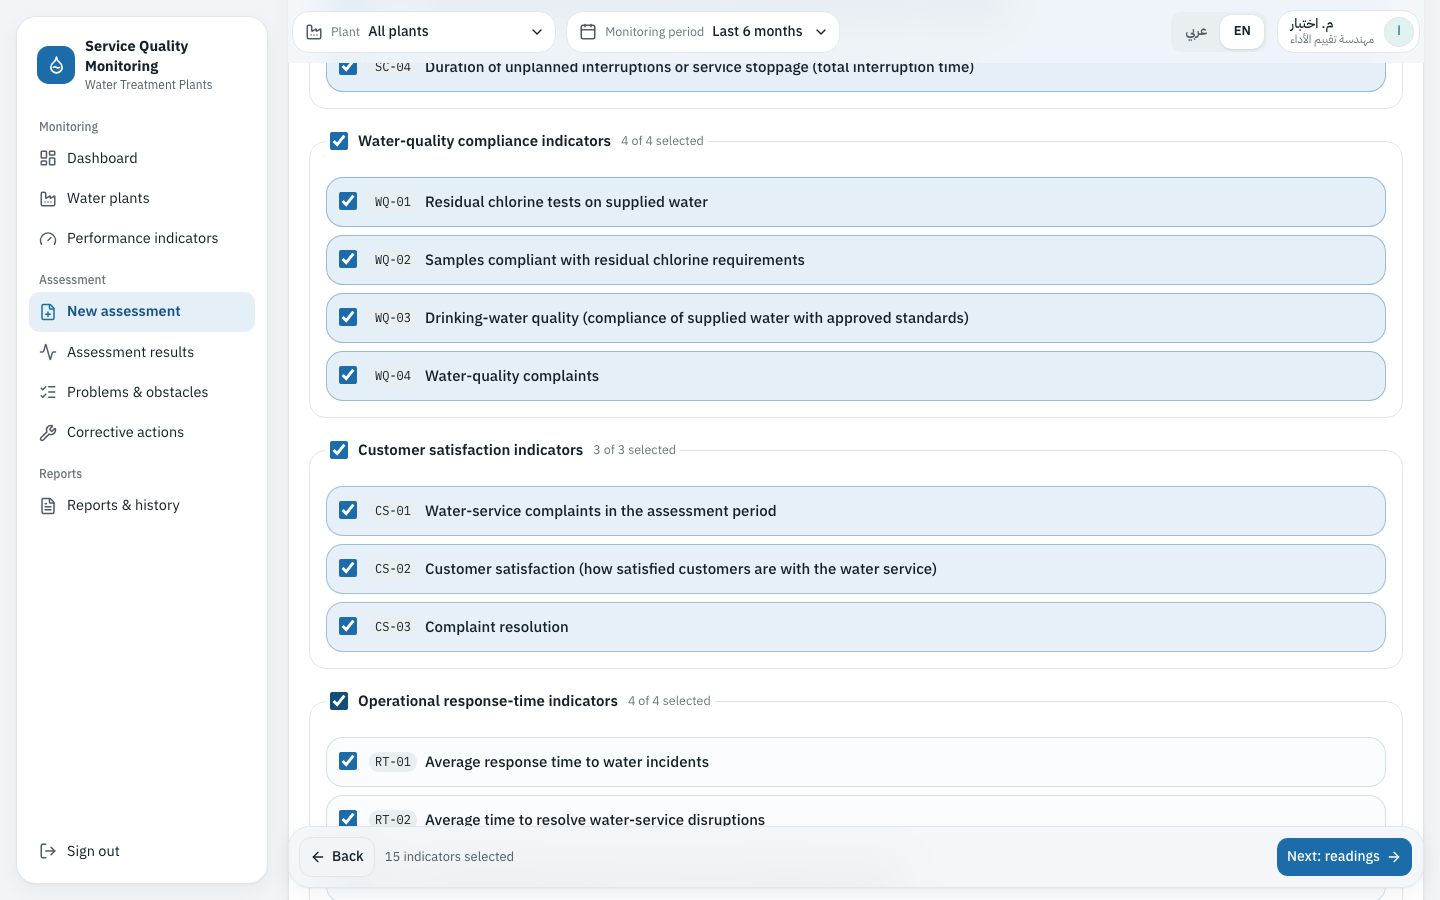 Service Quality
Monitoring
Water Treatment Plants
Monitoring
Dashboard
Water plants
Performance indicators
Assessment
New assessment
Assessment results
Problems & obstacles
Corrective actions
Reports
Reports & history
Sign out
Plant All plants
Monitoring period Last 6 months
عربي EN
م. اختبار
مهندسة تقييم الأداء
ا
SC-04 Duration of unplanned interruptions or service stoppage (total interruption time)
Water-quality compliance indicators 4 of 4 selected
WQ-01 Residual chlorine tests on supplied water
WQ-02 Samples compliant with residual chlorine requirements
WQ-03 Drinking-water quality (compliance of supplied water with approved standards)
WQ-04 Water-quality complaints
Customer satisfaction indicators 3 of 3 selected
CS-01 Water-service complaints in the assessment period
CS-02 Customer satisfaction (how satisfied customers are with the water service)
CS-03 Complaint resolution
Operational response-time indicators 4 of 4 selected
RT-01 Average response time to water incidents
RT-02 Average time to resolve water-service disruptions
Back 15 indicators selected Next: readings